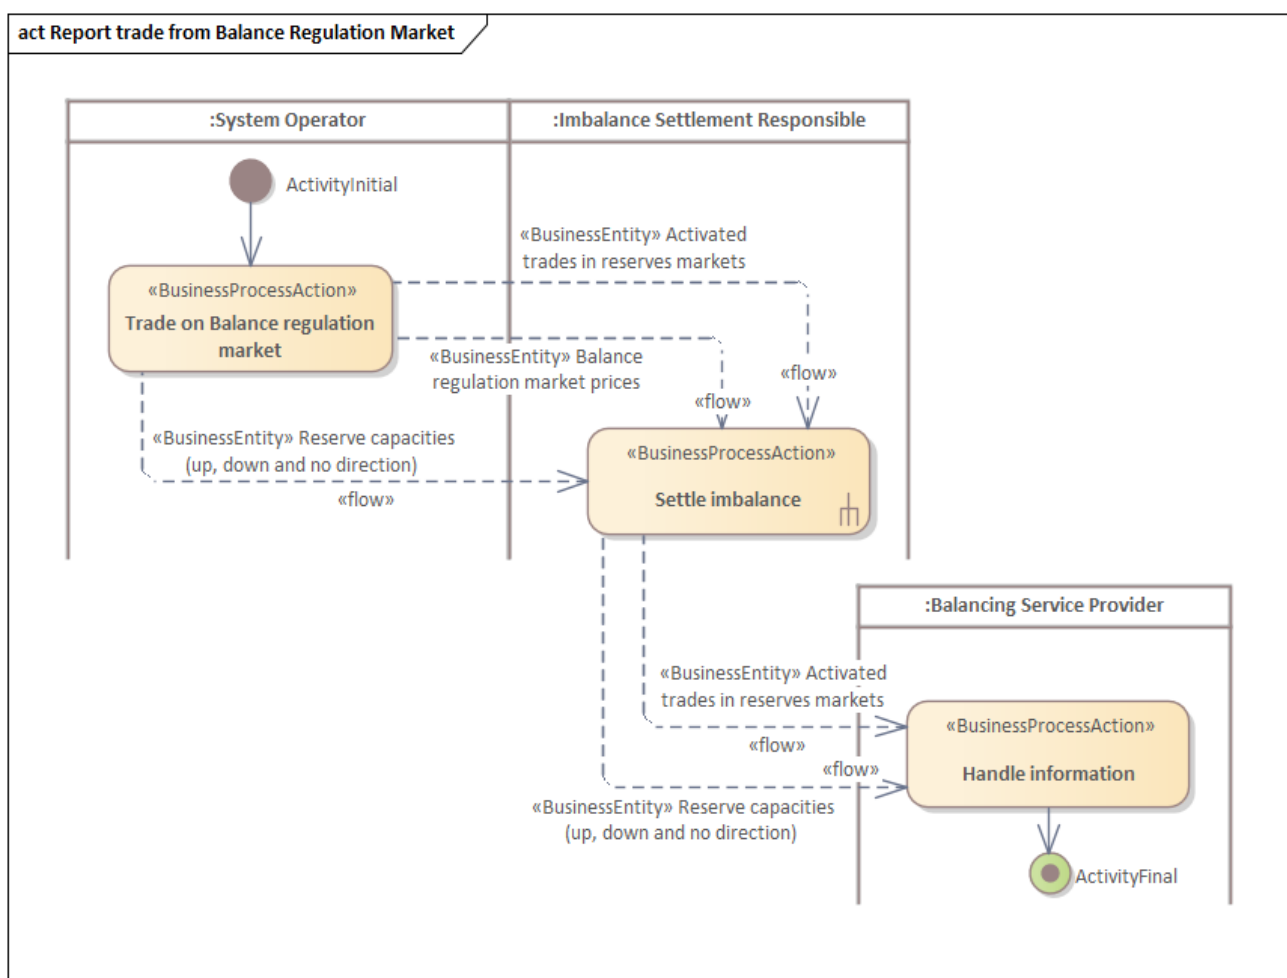 act Report trade from Balance Regulation Market
:System Operator
:Imbalance Settlement Responsible
ActivityInitial
«BusinessEntity» Activated
trades in reserves markets
«BusinessProcessAction»
Trade on Balance regulation
market
«BusinessEntity» Balance
regulation market prices
«flow»
«flow»
«BusinessEntity» Reserve capacities
(up, down and no direction)
«flow»
«BusinessProcessAction»
Settle imbalance
:Balancing Service Provider
«BusinessEntity» Activated
trades in reserves markets
«flow»
«BusinessProcessAction»
Handle information
«flow»
«BusinessEntity» Reserve capacities
(up, down and no direction)
ActivityFinal